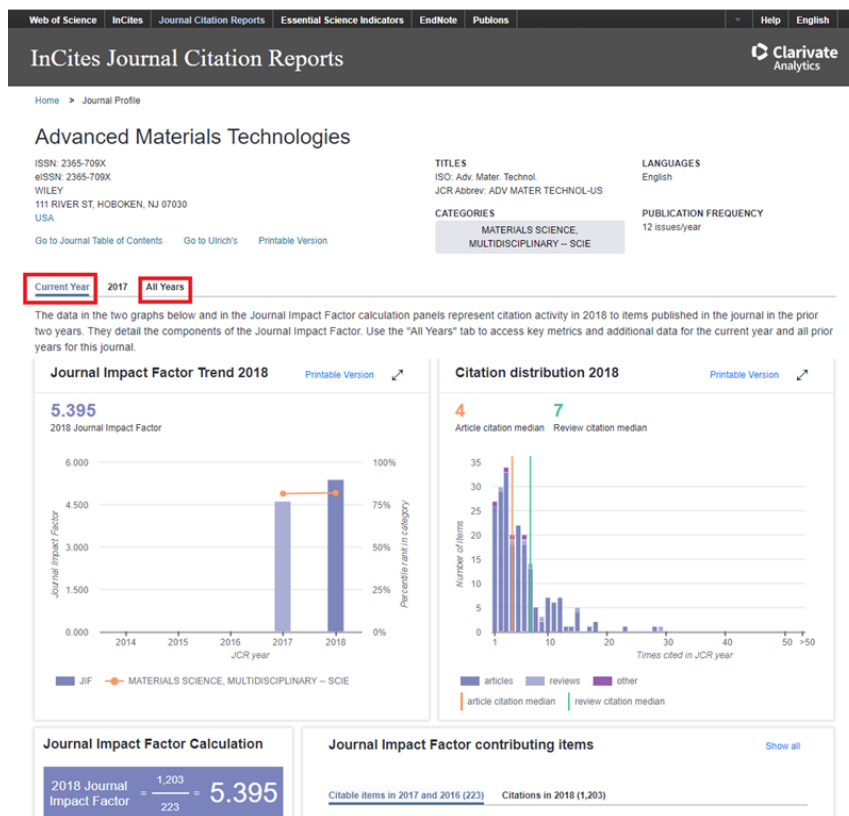 Web of Science InCites Journal Citation Reports Essential Science Indicators EndNote Publons Help English
InCites Journal Citation Reports
Clarivate
Analytics
Home > Journal Profile
Advanced Materials Technologies
ISSN: 2365-709X
eISSN: 2365-709X
WILEY
111 RIVER ST, HOBOKEN, NJ 07030
USA
Go to Journal Table of Contents Go to Ulrich's Printable Version
TITLES
ISO: Adv. Mater. Technol.
JCR Abbrev: ADV MATER TECHNOL-US
CATEGORIES
MATERIALS SCIENCE,
MULTIDISCIPLINARY -- SCIE
LANGUAGES
English
PUBLICATION FREQUENCY
12 issues/year
Current Year 2017 All Years
The data in the two graphs below and in the Journal Impact Factor calculation panels represent citation activity in 2018 to items published in the journal in the prior
two years. They detail the components of the Journal Impact Factor. Use the "All Years" tab to access key metrics and additional data for the current year and all prior
years for this journal.
Journal Impact Factor Trend 2018 Printable Version
5.395
2018 Journal Impact Factor
6.000 100%
4.500 75%
3.000 50%
1.500 25%
0.000 0%
Journal Impact Factor
Percentile rank in category
2014 2015 2016 2017 2018
JCR year
JIF MATERIALS SCIENCE, MULTIDISCIPLINARY -- SCIE
Citation distribution 2018 Printable Version
4 7
Article citation median Review citation median
35
30
25
20
15
10
5
0
Number of items
1 10 20 30 40 50 >50
Times cited in JCR year
articles reviews other
article citation median review citation median
Journal Impact Factor Calculation
2018 Journal
Impact Factor = 1,203 / 223 = 5.395
Journal Impact Factor contributing items Show all
Citable items in 2017 and 2016 (223) Citations in 2018 (1,203)